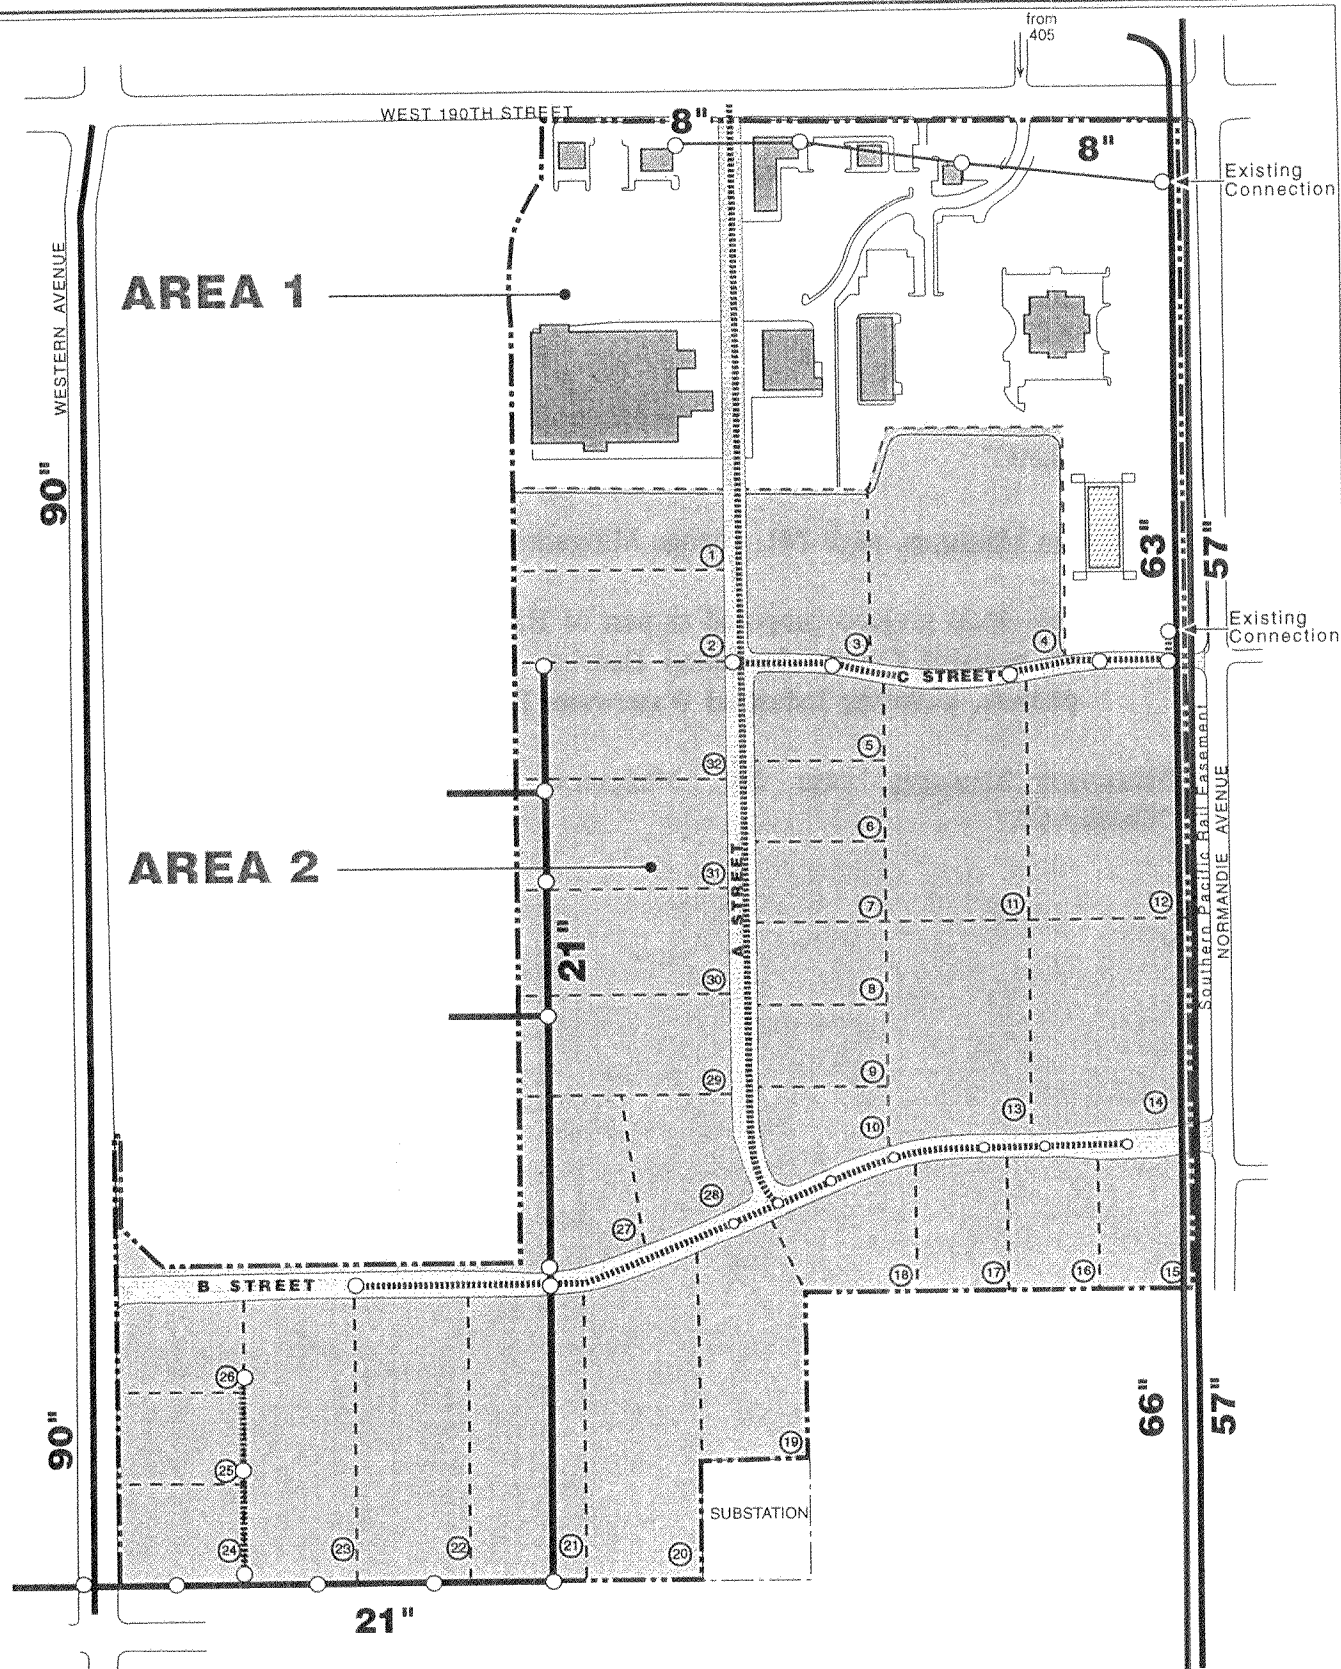 from
405
WEST 190TH STREET
8"
8"
Existing
Connection
AREA 1
WESTERN AVENUE
90"
63"
57"
1
2
3
4
Existing
Connection
C STREET
5
32
6
AREA 2
31
A STREET
7
11
12
Southern Pacific Rail Easement
NORMANDIE AVENUE
21"
30
8
29
9
13
14
10
28
27
B STREET
18
17
16
15
26
66"
57"
90"
25
19
SUBSTATION
24
23
22
21
20
21"